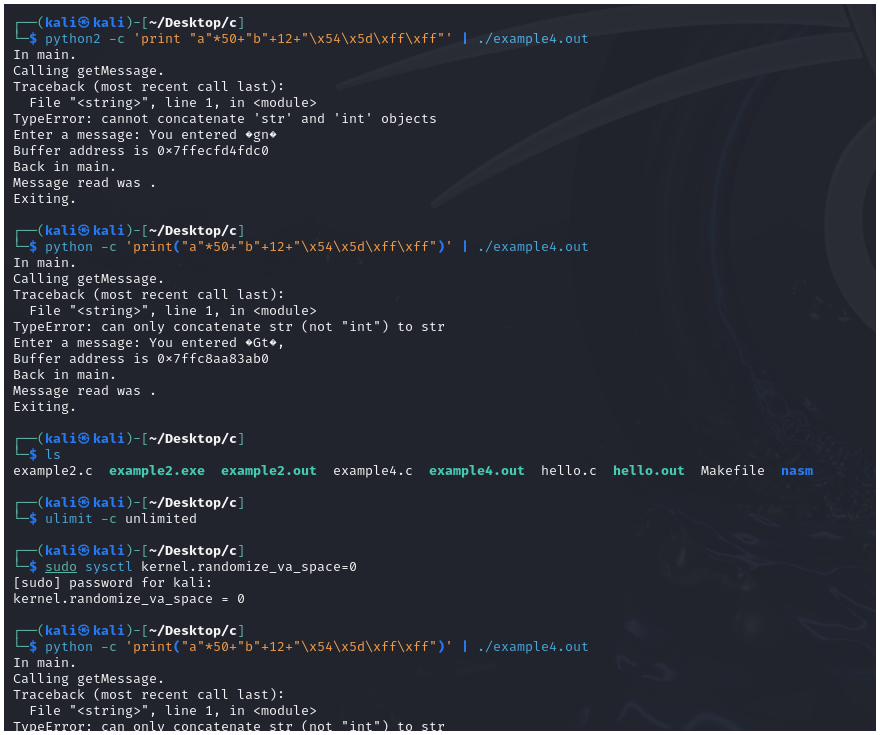 ┌──(kali㉿kali)-[~/Desktop/c]
└─$ python2 -c 'print "a"*50+"b"+12+"\x54\x5d\xff\xff"' | ./example4.out
In main.
Calling getMessage.
Traceback (most recent call last):
  File "<string>", line 1, in <module>
TypeError: cannot concatenate 'str' and 'int' objects
Enter a message: You entered �gn�
Buffer address is 0×7ffecfd4fdc0
Back in main.
Message read was .
Exiting.

┌──(kali㉿kali)-[~/Desktop/c]
└─$ python -c 'print("a"*50+"b"+12+"\x54\x5d\xff\xff")' | ./example4.out
In main.
Calling getMessage.
Traceback (most recent call last):
  File "<string>", line 1, in <module>
TypeError: can only concatenate str (not "int") to str
Enter a message: You entered �Gt�,
Buffer address is 0×7ffc8aa83ab0
Back in main.
Message read was .
Exiting.

┌──(kali㉿kali)-[~/Desktop/c]
└─$ ls
example2.c  example2.exe  example2.out  example4.c  example4.out  hello.c  hello.out  Makefile  nasm

┌──(kali㉿kali)-[~/Desktop/c]
└─$ ulimit -c unlimited

┌──(kali㉿kali)-[~/Desktop/c]
└─$ sudo sysctl kernel.randomize_va_space=0
[sudo] password for kali:
kernel.randomize_va_space = 0

┌──(kali㉿kali)-[~/Desktop/c]
└─$ python -c 'print("a"*50+"b"+12+"\x54\x5d\xff\xff")' | ./example4.out
In main.
Calling getMessage.
Traceback (most recent call last):
  File "<string>", line 1, in <module>
TypeError: can only concatenate str (not "int") to str